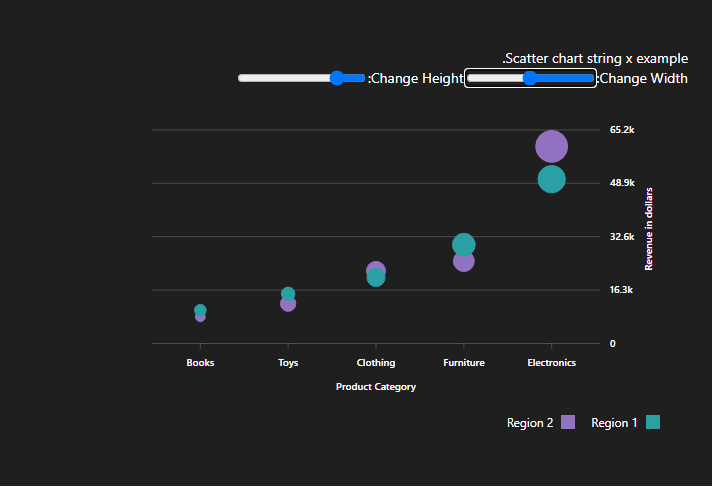 .Scatter chart string x example
:Change Width :Change Height
65.2k
48.9k
32.6k
16.3k
0
Revenue in dollars
Books Toys Clothing Furniture Electronics
Product Category
Region 2 Region 1